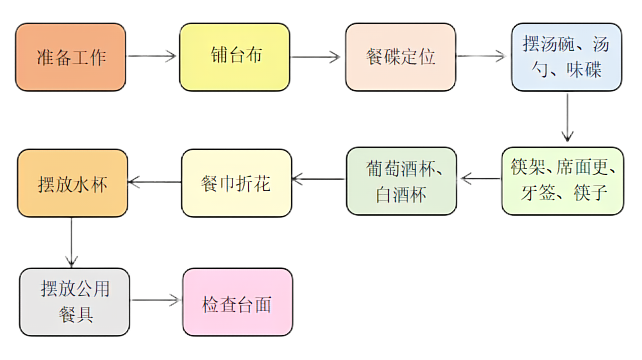 准备工作
铺台布
餐碟定位
摆汤碗、汤
勺、味碟
筷架、席面更、
牙签、筷子
葡萄酒杯、
白酒杯
餐巾折花
摆放水杯
摆放公用
餐具
检查台面